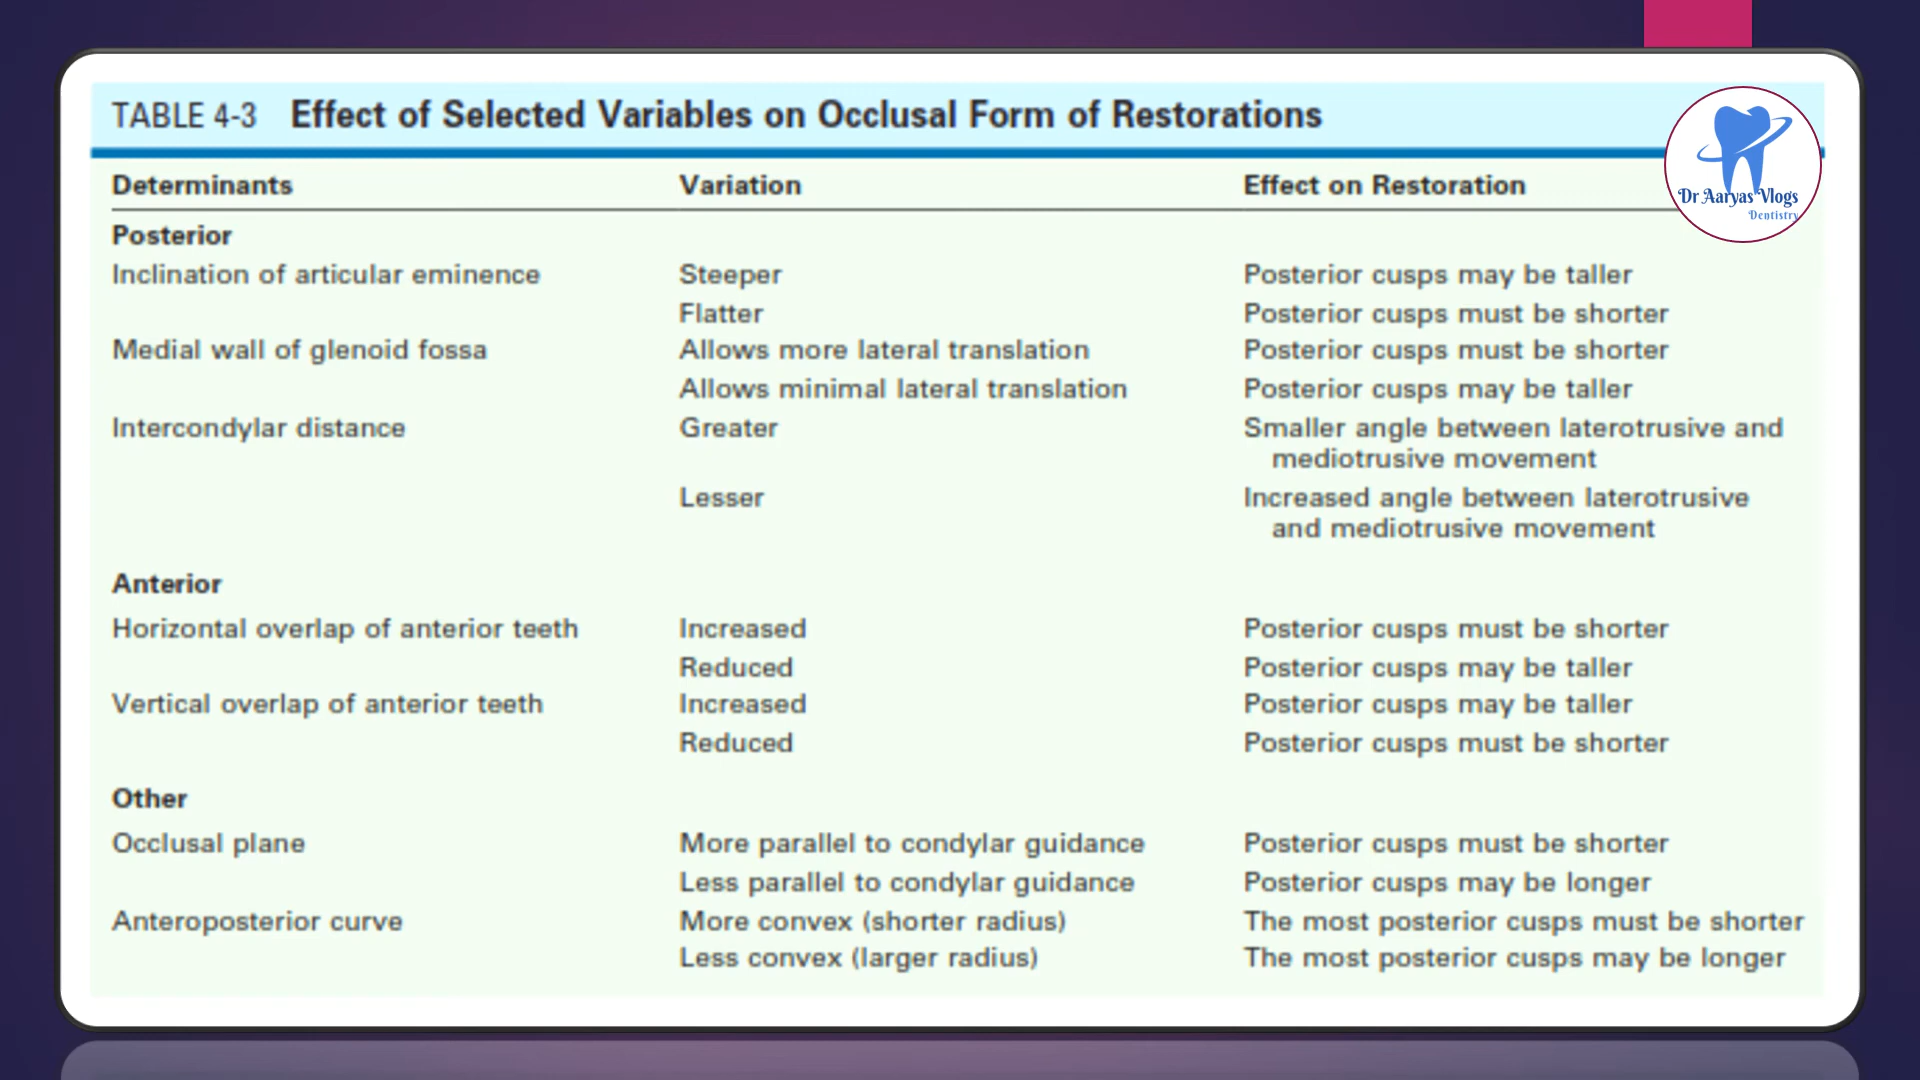 TABLE 4-3 Effect of Selected Variables on Occlusal Form of Restorations
Dr Aaryas Vlogs
Dentistry
Determinants Variation Effect on Restoration
Posterior
Inclination of articular eminence Steeper Posterior cusps may be taller
Flatter Posterior cusps must be shorter
Medial wall of glenoid fossa Allows more lateral translation Posterior cusps must be shorter
Allows minimal lateral translation Posterior cusps may be taller
Intercondylar distance Greater Smaller angle between laterotrusive and
mediotrusive movement
Lesser Increased angle between laterotrusive
and mediotrusive movement
Anterior
Horizontal overlap of anterior teeth Increased Posterior cusps must be shorter
Reduced Posterior cusps may be taller
Vertical overlap of anterior teeth Increased Posterior cusps may be taller
Reduced Posterior cusps must be shorter
Other
Occlusal plane More parallel to condylar guidance Posterior cusps must be shorter
Less parallel to condylar guidance Posterior cusps may be longer
Anteroposterior curve More convex (shorter radius) The most posterior cusps must be shorter
Less convex (larger radius) The most posterior cusps may be longer